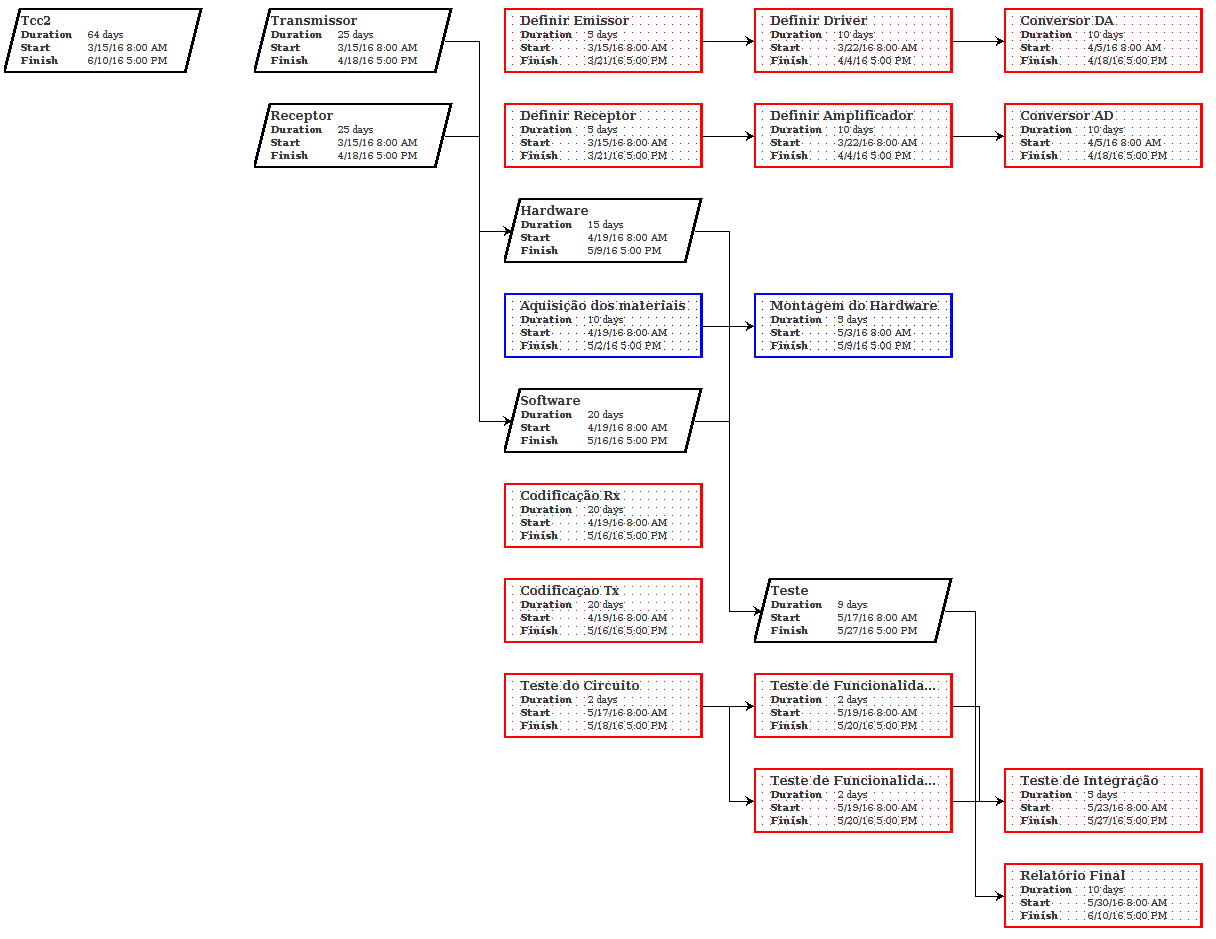 Tcc2
Duration 64 days
Start 3/15/16 8:00 AM
Finish 6/10/16 5:00 PM
Transmissor
Duration 25 days
Start 3/15/16 8:00 AM
Finish 4/18/16 5:00 PM
Definir Emissor
Duration 5 days
Start 3/15/16 8:00 AM
Finish 3/21/16 5:00 PM
Definir Driver
Duration 10 days
Start 3/22/16 8:00 AM
Finish 4/4/16 5:00 PM
Conversor DA
Duration 10 days
Start 4/5/16 8:00 AM
Finish 4/18/16 5:00 PM
Receptor
Duration 25 days
Start 3/15/16 8:00 AM
Finish 4/18/16 5:00 PM
Definir Receptor
Duration 5 days
Start 3/15/16 8:00 AM
Finish 3/21/16 5:00 PM
Definir Amplificador
Duration 10 days
Start 3/22/16 8:00 AM
Finish 4/4/16 5:00 PM
Conversor AD
Duration 10 days
Start 4/5/16 8:00 AM
Finish 4/18/16 5:00 PM
Hardware
Duration 15 days
Start 4/19/16 8:00 AM
Finish 5/9/16 5:00 PM
Aquisição dos materiais
Duration 10 days
Start 4/19/16 8:00 AM
Finish 5/2/16 5:00 PM
Montagem do Hardware
Duration 5 days
Start 5/3/16 8:00 AM
Finish 5/9/16 5:00 PM
Software
Duration 20 days
Start 4/19/16 8:00 AM
Finish 5/16/16 5:00 PM
Codificação Rx
Duration 20 days
Start 4/19/16 8:00 AM
Finish 5/16/16 5:00 PM
Codificaçao Tx
Duration 20 days
Start 4/19/16 8:00 AM
Finish 5/16/16 5:00 PM
Teste
Duration 9 days
Start 5/17/16 8:00 AM
Finish 5/27/16 5:00 PM
Teste do Circuito
Duration 2 days
Start 5/17/16 8:00 AM
Finish 5/18/16 5:00 PM
Teste de Funcionalida...
Duration 2 days
Start 5/19/16 8:00 AM
Finish 5/20/16 5:00 PM
Teste de Funcionalida...
Duration 2 days
Start 5/19/16 8:00 AM
Finish 5/20/16 5:00 PM
Teste de Integração
Duration 5 days
Start 5/23/16 8:00 AM
Finish 5/27/16 5:00 PM
Relatório Final
Duration 10 days
Start 5/30/16 8:00 AM
Finish 6/10/16 5:00 PM